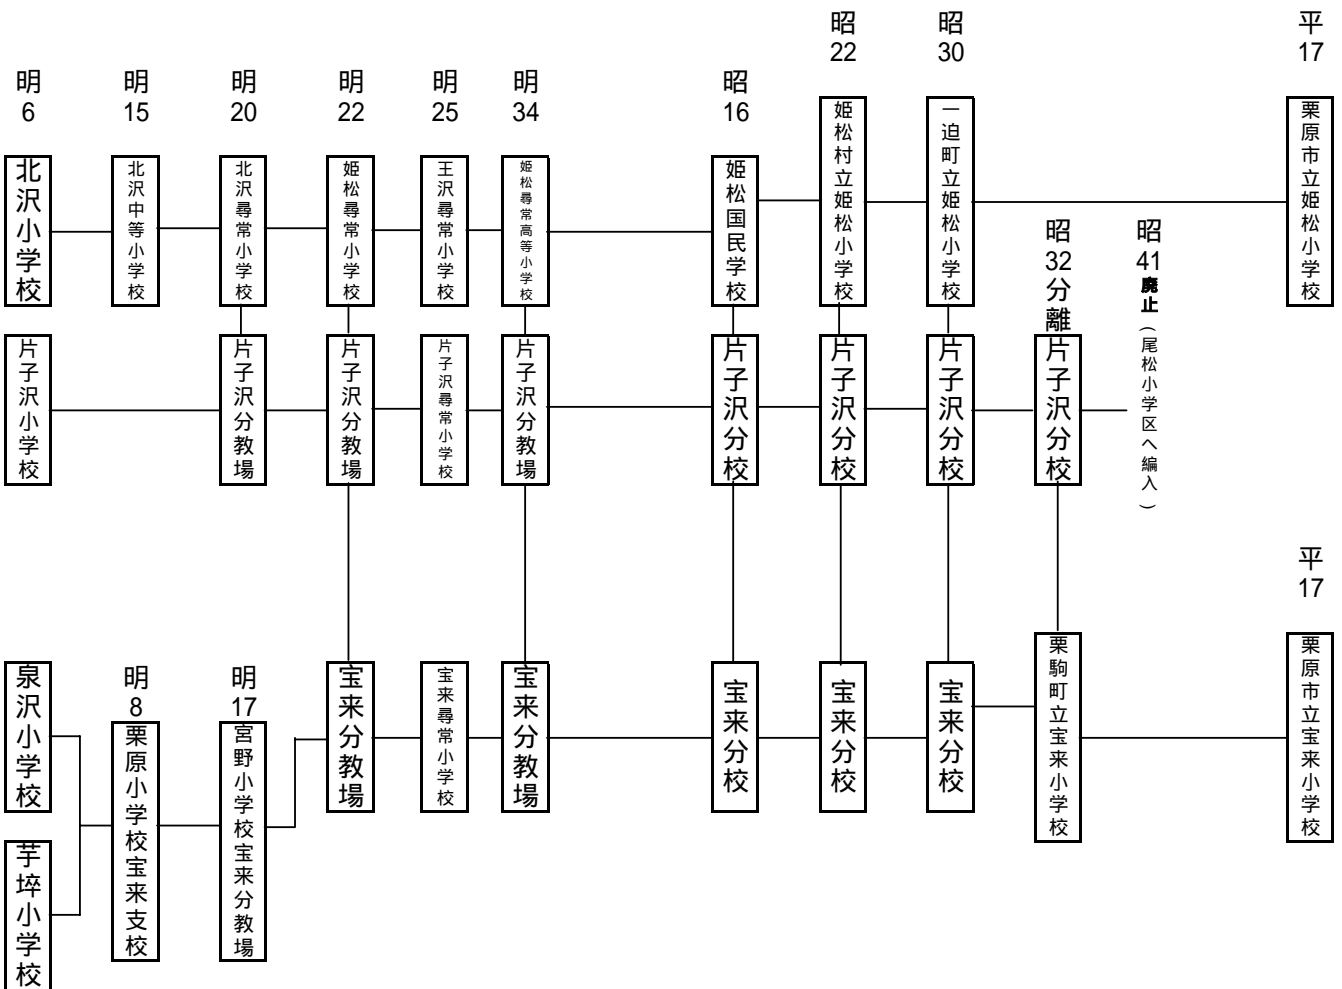 明
6
北沢小学校
明
15
北沢中等小学校
明
20
北沢尋常小学校
明
22
姫松尋常小学校
明
25
王沢尋常小学校
明
34
姫松尋常高等小学校
昭
16
姫松国民学校
昭
22
姫松村立姫松小学校
昭
30
一迫町立姫松小学校
平
17
栗原市立姫松小学校
片子沢小学校
片子沢分教場
片子沢分教場
片子沢尋常小学校
片子沢分教場
片子沢分校
片子沢分校
片子沢分校
昭
32
分離
片子沢分校
昭
41
廃止(尾松小学区へ編入)
泉沢小学校
芋埣小学校
明
8
栗原小学校宝来支校
明
17
宮野小学校宝来分教場
宝来分教場
宝来尋常小学校
宝来分教場
宝来分校
宝来分校
宝来分校
栗駒町立宝来小学校
平
17
栗原市立宝来小学校